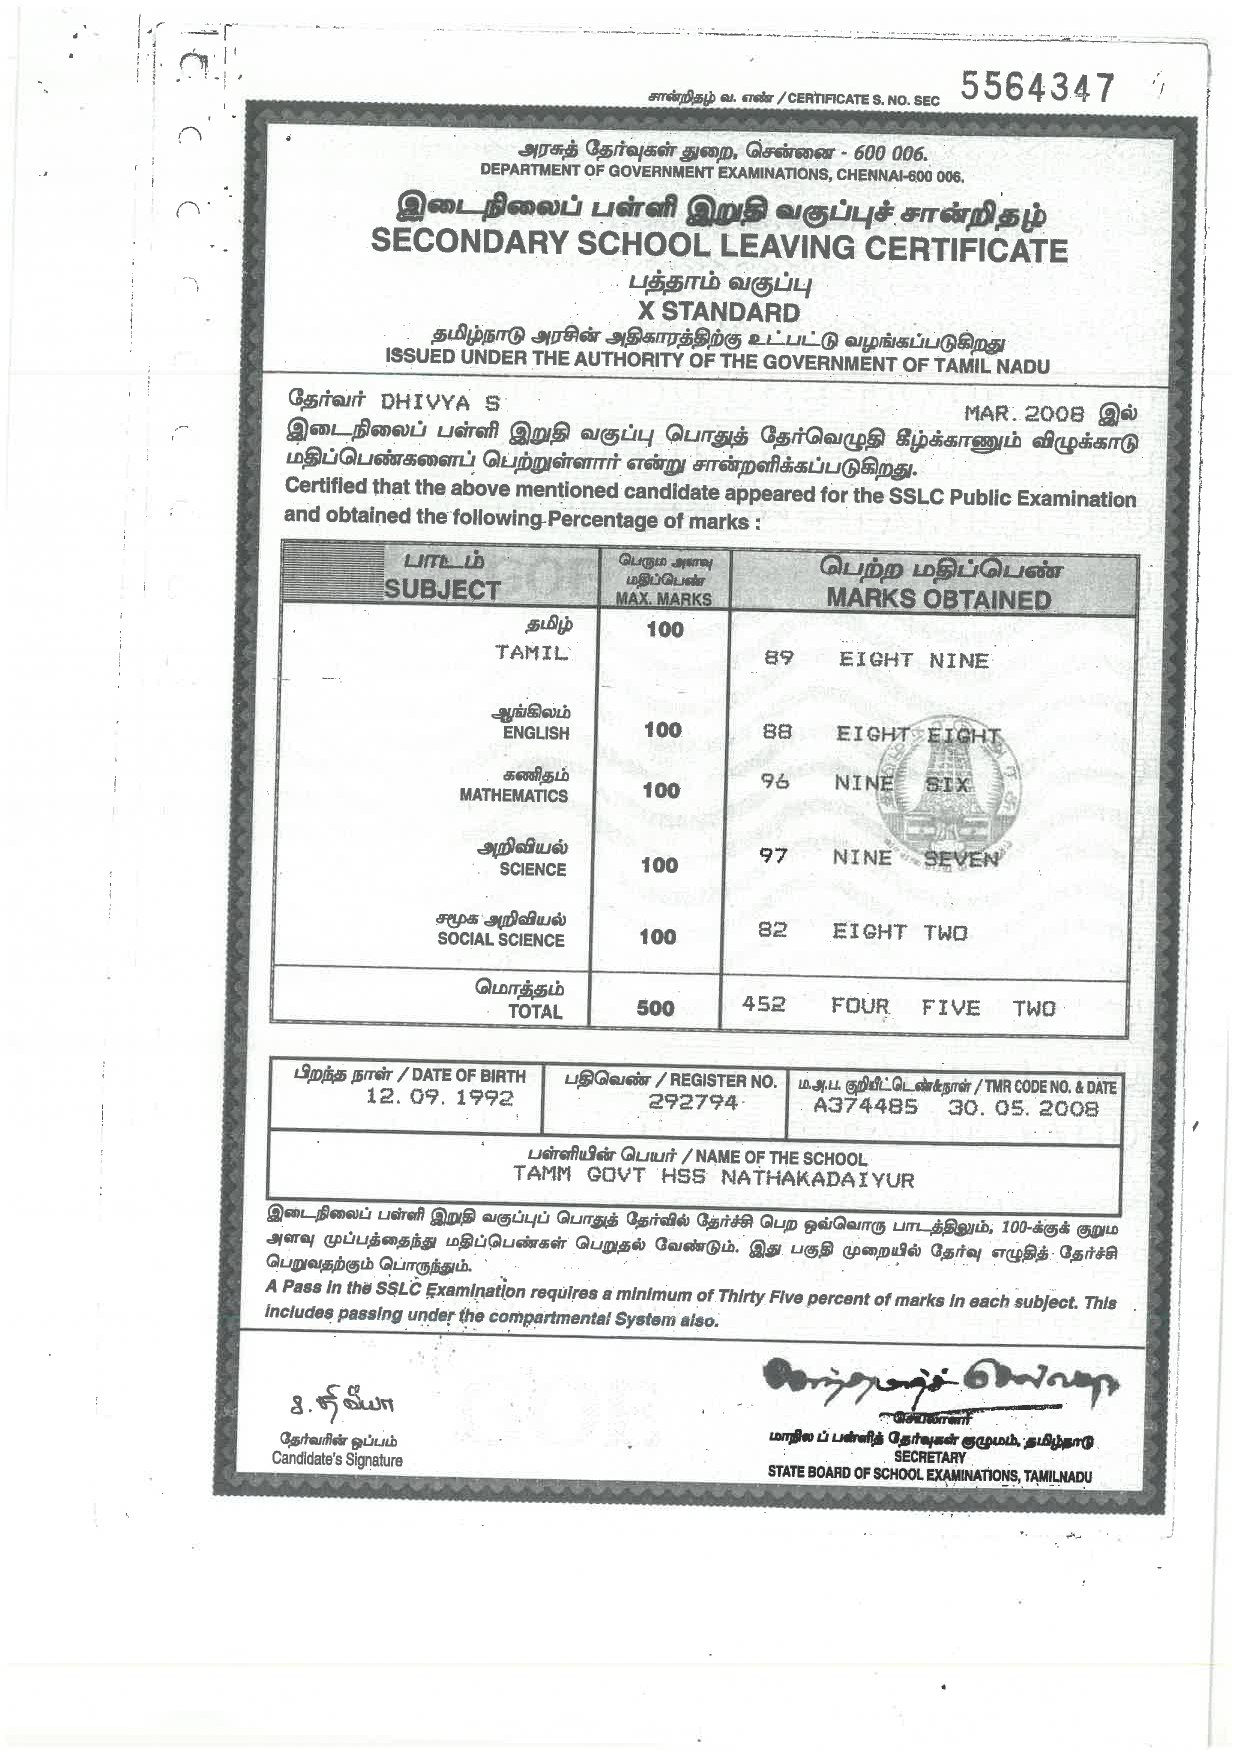 சான்றிதழ் வ. எண் / CERTIFICATE S. NO. SEC 5564347
அரசுத் தேர்வுகள் துறை, சென்னை - 600 006.
DEPARTMENT OF GOVERNMENT EXAMINATIONS, CHENNAI-600 006.
இடைநிலைப் பள்ளி இறுதி வகுப்புச் சான்றிதழ்
SECONDARY SCHOOL LEAVING CERTIFICATE
பத்தாம் வகுப்பு
X STANDARD
தமிழ்நாடு அரசின் அதிகாரத்திற்கு உட்பட்டு வழங்கப்படுகிறது
ISSUED UNDER THE AUTHORITY OF THE GOVERNMENT OF TAMIL NADU
தேர்வர் DHIVYA S MAR. 2008 இல்
இடைநிலைப் பள்ளி இறுதி வகுப்பு பொதுத் தேர்வெழுதி கீழ்க்காணும் விழுக்காடு
மதிப்பெண்களைப் பெற்றுள்ளார் என்று சான்றளிக்கப்படுகிறது.
Certified that the above mentioned candidate appeared for the SSLC Public Examination
and obtained the following Percentage of marks :
பாடம் பெரும அளவு மதிப்பெண் பெற்ற மதிப்பெண்
SUBJECT MAX. MARKS MARKS OBTAINED
தமிழ் 100
TAMIL 89 EIGHT NINE
ஆங்கிலம்
ENGLISH 100 88 EIGHT EIGHT
கணிதம்
MATHEMATICS 100 96 NINE SIX
அறிவியல்
SCIENCE 100 97 NINE SEVEN
சமூக அறிவியல்
SOCIAL SCIENCE 100 82 EIGHT TWO
மொத்தம்
TOTAL 500 452 FOUR FIVE TWO
பிறந்த நாள் / DATE OF BIRTH பதிவெண் / REGISTER NO. ம.அ.ப. குறியீட்டெண்&நாள் / TMR CODE NO. & DATE
12. 09. 1992 292794 A374485 30. 05. 2008
பள்ளியின் பெயர் / NAME OF THE SCHOOL
TAMM GOVT HSS NATHAKADAIYUR
இடைநிலைப் பள்ளி இறுதி வகுப்புப் பொதுத் தேர்வில் தேர்ச்சி பெற ஒவ்வொரு பாடத்திலும், 100-க்குக் குறும
அளவு முப்பத்தைந்து மதிப்பெண்கள் பெறுதல் வேண்டும். இது பகுதி முறையில் தேர்வு எழுதித் தேர்ச்சி
பெறுவதற்கும் பொருந்தும்.
A Pass in the SSLC Examination requires a minimum of Thirty Five percent of marks in each subject. This
includes passing under the compartmental System also.
ச. திவ்யா
தேர்வரின் ஒப்பம்
Candidate's Signature
செயலாளர்
மாநிலப் பள்ளித் தேர்வுகள் குழுமம், தமிழ்நாடு
SECRETARY
STATE BOARD OF SCHOOL EXAMINATIONS, TAMILNADU